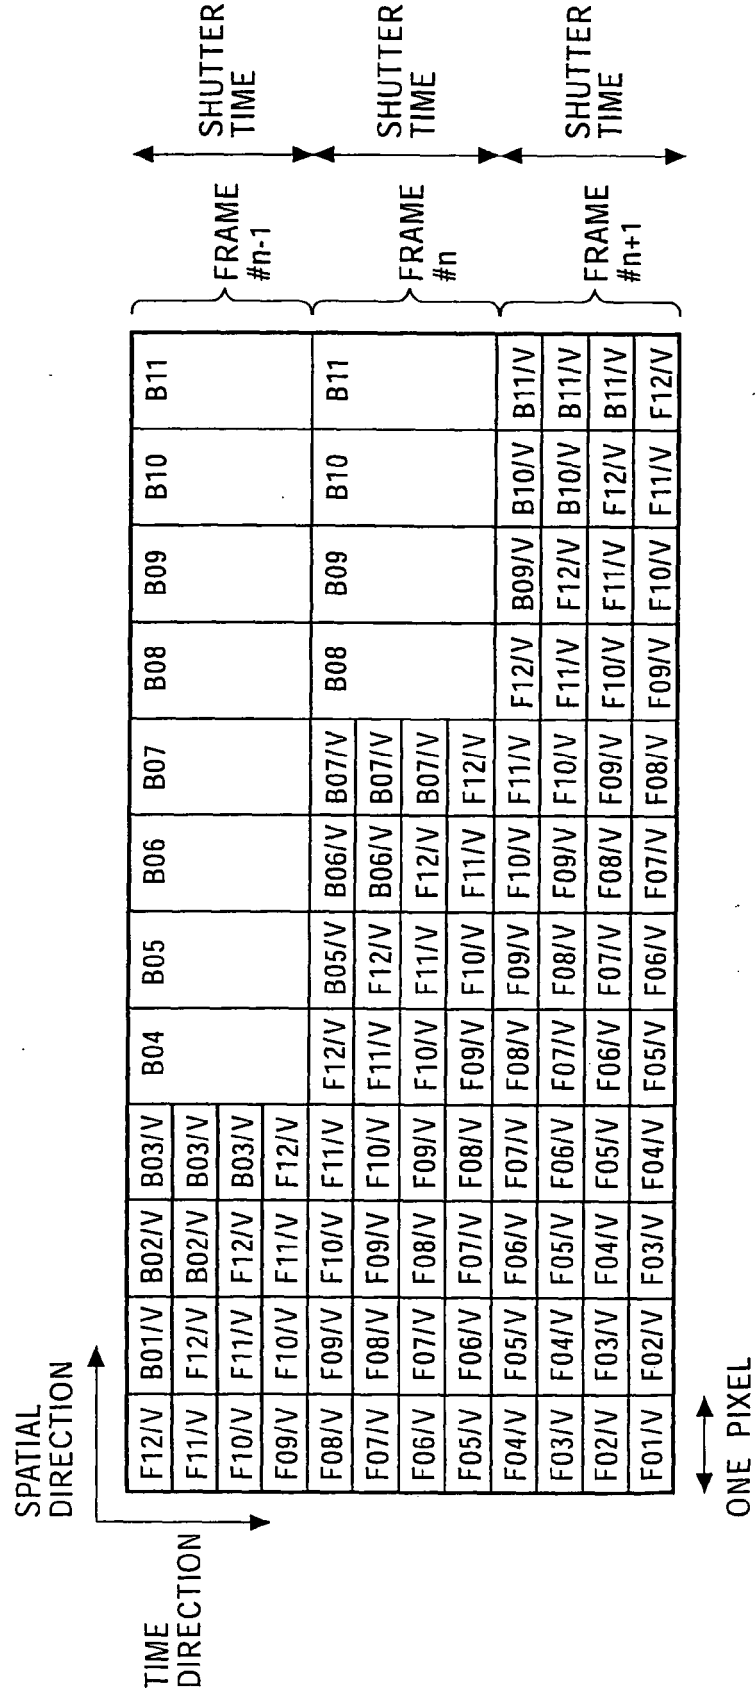 SPATIAL
DIRECTION
TIME
DIRECTION
F12/V B01/V B02/V B03/V B04 B05 B06 B07 B08 B09 B10 B11
F11/V F12/V B02/V B03/V
F10/V F11/V F12/V B03/V
F09/V F10/V F11/V F12/V
FRAME
#n-1
SHUTTER
TIME
F08/V F09/V F10/V F11/V F12/V B05/V B06/V B07/V B08 B09 B10 B11
F07/V F08/V F09/V F10/V F11/V F12/V B06/V B07/V
F06/V F07/V F08/V F09/V F10/V F11/V F12/V B07/V
F05/V F06/V F07/V F08/V F09/V F10/V F11/V F12/V
FRAME
#n
SHUTTER
TIME
F04/V F05/V F06/V F07/V F08/V F09/V F10/V F11/V F12/V B09/V B10/V B11/V
F03/V F04/V F05/V F06/V F07/V F08/V F09/V F10/V F11/V F12/V B10/V B11/V
F02/V F03/V F04/V F05/V F06/V F07/V F08/V F09/V F10/V F11/V F12/V B11/V
F01/V F02/V F03/V F04/V F05/V F06/V F07/V F08/V F09/V F10/V F11/V F12/V
FRAME
#n+1
SHUTTER
TIME
ONE PIXEL